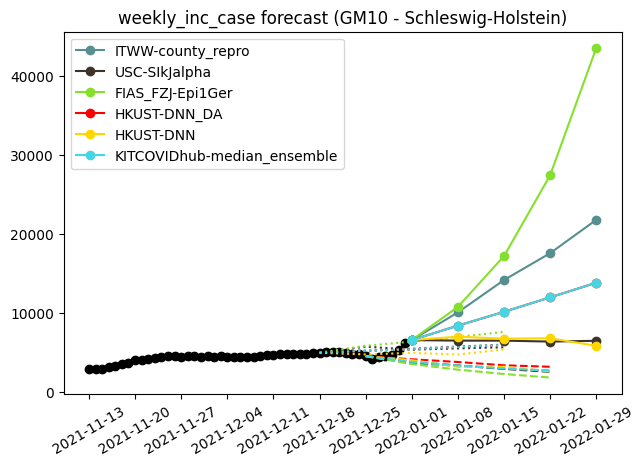 weekly_inc_case forecast (GM10 - Schleswig-Holstein)
ITWW-county_repro
USC-SIkJalpha
FIAS_FZJ-Epi1Ger
HKUST-DNN_DA
HKUST-DNN
KITCOVIDhub-median_ensemble
40000
30000
20000
10000
0
2021-11-13
2021-11-20
2021-11-27
2021-12-04
2021-12-11
2021-12-18
2021-12-25
2022-01-01
2022-01-08
2022-01-15
2022-01-22
2022-01-29